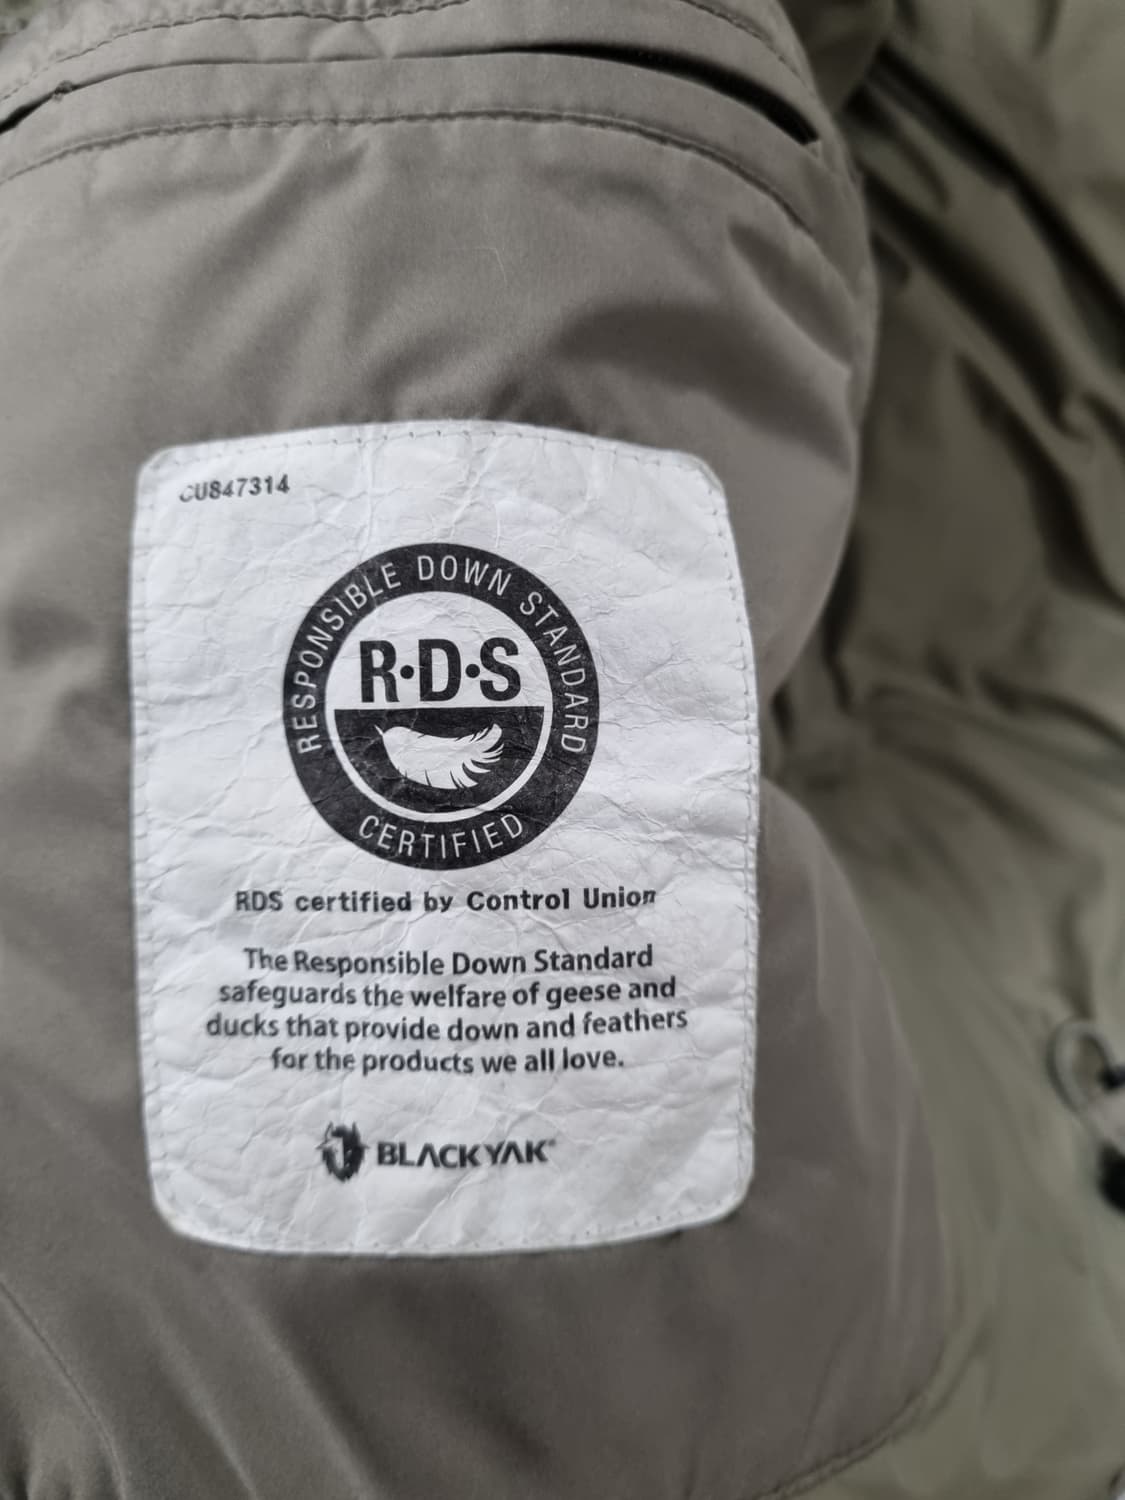 CU847314
RESPONSIBLE DOWN STANDARD
R·D·S
CERTIFIED
RDS certified by Control Union
The Responsible Down Standard
safeguards the welfare of geese and
ducks that provide down and feathers
for the products we all love.
BLACKYAK®